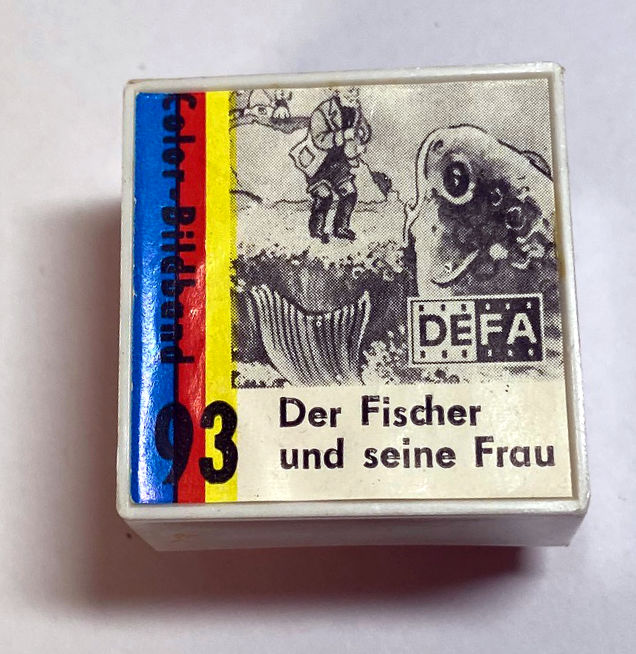 Color-Bildband
93
DEFA
Der Fischer
und seine Frau